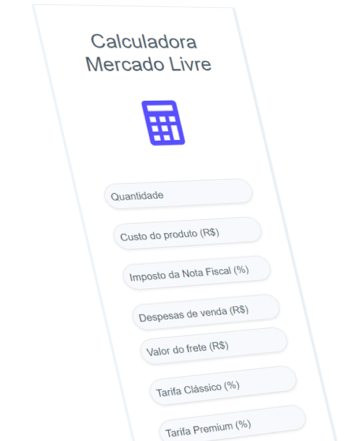 Calculadora
Mercado Livre
Quantidade
Custo do produto (R$)
Imposto da Nota Fiscal (%)
Despesas de venda (R$)
Valor do frete (R$)
Tarifa Clássico (%)
Tarifa Premium (%)